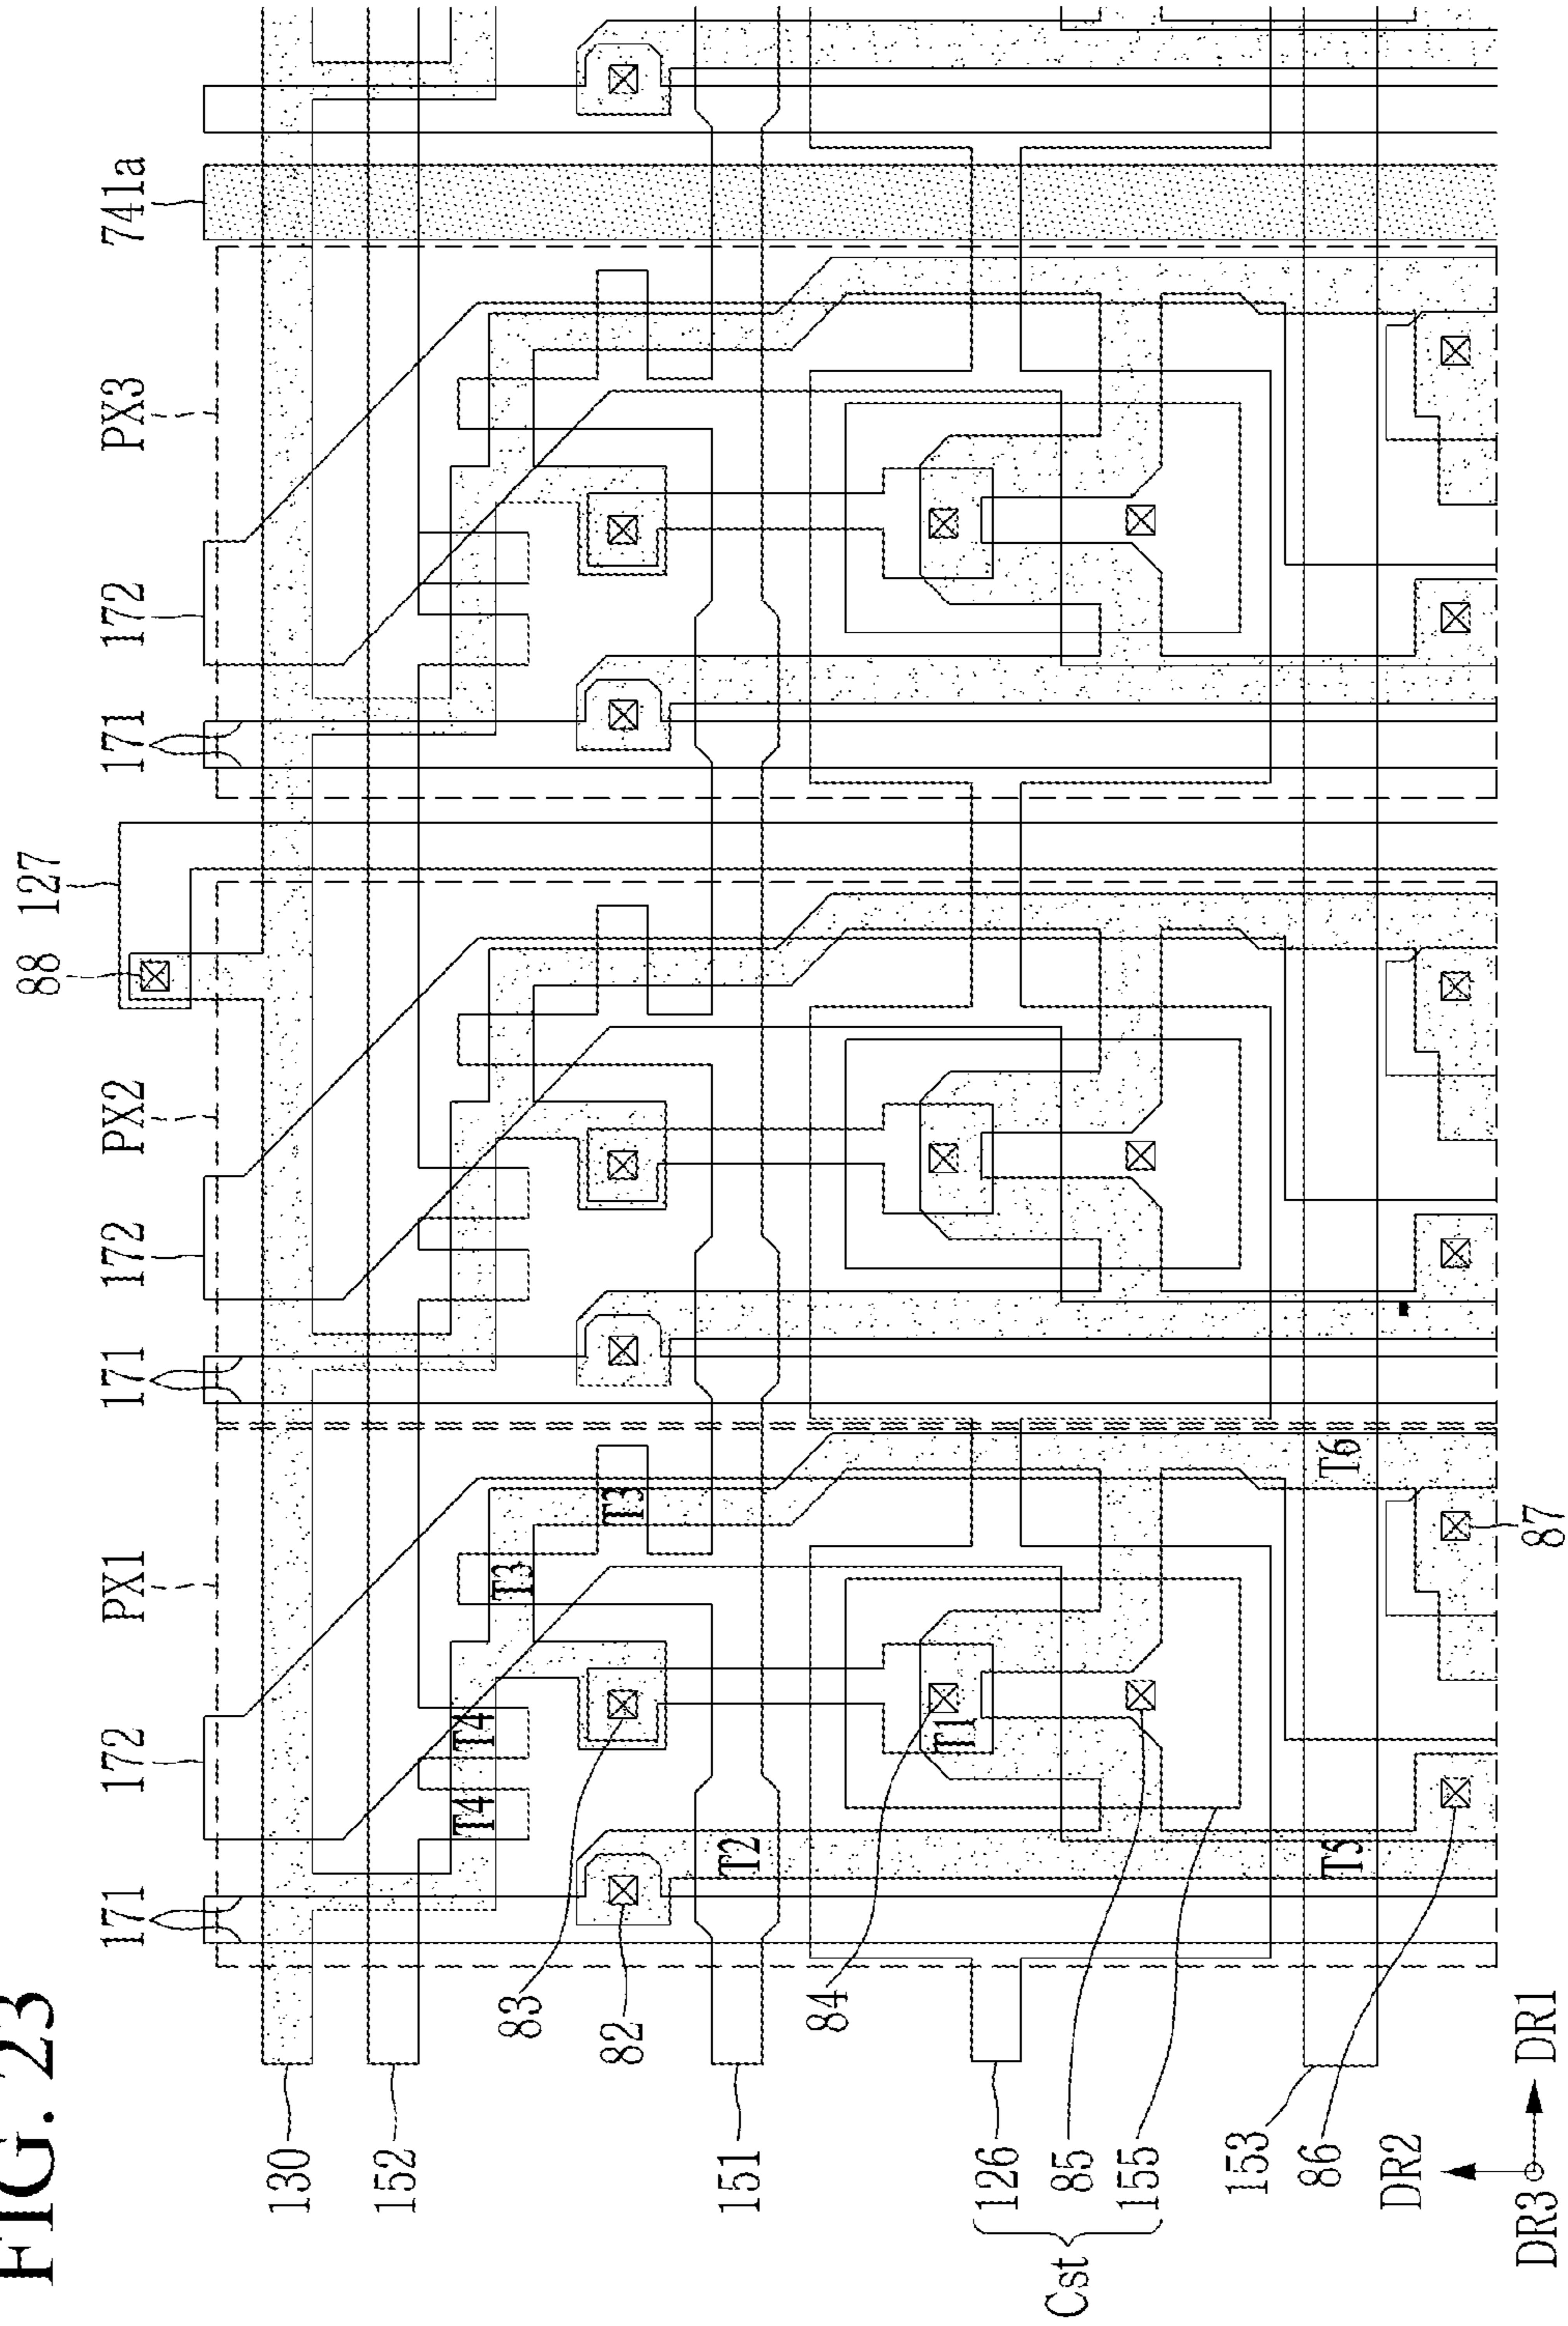 FIG. 23
88 127
171 172 PX1 171 172 PX2 171 172 PX3 741a
130
152
T4 T4 T3
83
82
T3
151
T2
84
T1
126
Cst
85
155
153
T5 T6
86
87
DR2
DR3 DR1